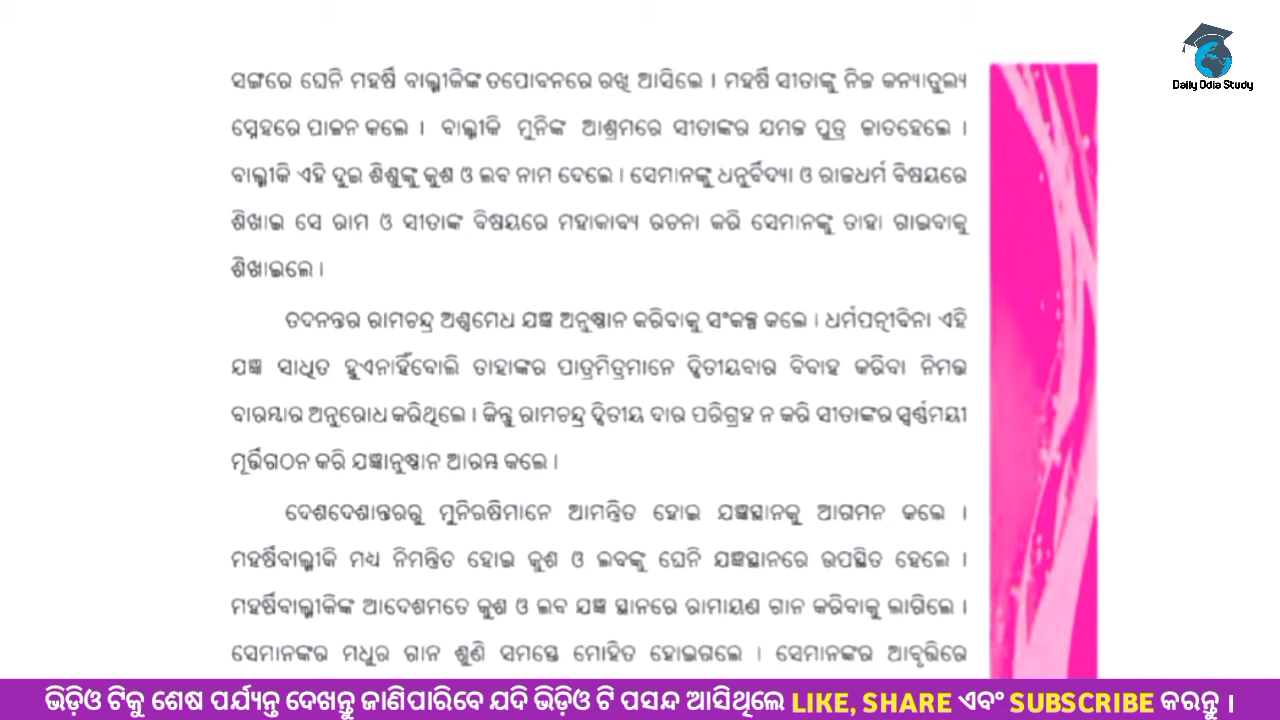 Daily Odia Study
ସଙ୍ଗରେ ଘେନି ମହର୍ଷି ବାଲ୍ମୀକିଙ୍କ ତପୋବନରେ ରଖି ଆସିଲେ । ମହର୍ଷି ସୀତାଙ୍କୁ ନିଜ କନ୍ୟାତୁଲ୍ୟ
ସ୍ନେହରେ ପାଳନ କଲେ । ବାଲ୍ମୀକି ମୁନିଙ୍କ ଆଶ୍ରମରେ ସୀତାଙ୍କର ଯମଜ ପୁତ୍ର ଜାତହେଲେ ।
ବାଲ୍ମୀକି ଏହି ଦୁଇ ଶିଶୁଙ୍କୁ କୁଶ ଓ ଲବ ନାମ ଦେଲେ । ସେମାନଙ୍କୁ ଧନୁର୍ବିଦ୍ୟା ଓ ରାଜଧର୍ମ ବିଷୟରେ
ଶିଖାଇ ସେ ରାମ ଓ ସୀତାଙ୍କ ବିଷୟରେ ମହାକାବ୍ୟ ରଚନା କରି ସେମାନଙ୍କୁ ତାହା ଗାଇବାକୁ
ଶିଖାଇଲେ ।
ତଦନନ୍ତର ରାମଚନ୍ଦ୍ର ଅଶ୍ୱମେଧ ଯଜ୍ଞ ଅନୁଷ୍ଠାନ କରିବାକୁ ସଂକଳ୍ପ କଲେ । ଧର୍ମପତ୍ନୀବିନା ଏହି
ଯଜ୍ଞ ସାଧିତ ହୁଏନାହିଁବୋଲି ତାହାଙ୍କର ପାତ୍ରମିତ୍ରମାନେ ଦ୍ୱିତୀୟବାର ବିବାହ କରିବା ନିମନ୍ତ
ବାରମ୍ବାର ଅନୁରୋଧ କରିଥିଲେ । କିନ୍ତୁ ରାମଚନ୍ଦ୍ର ଦ୍ୱିତୀୟ ଦାର ପରିଗ୍ରହ ନ କରି ସୀତାଙ୍କର ସ୍ୱର୍ଣ୍ଣମୟୀ
ମୂର୍ତ୍ତିଗଠନ କରି ଯଜ୍ଞାନୁଷ୍ଠାନ ଆରମ୍ଭ କଲେ ।
ଦେଶଦେଶାନ୍ତରରୁ ମୁନିଋଷିମାନେ ଆମନ୍ତ୍ରିତ ହୋଇ ଯଜ୍ଞସ୍ଥାନକୁ ଆଗମନ କଲେ ।
ମହର୍ଷିବାଲ୍ମୀକି ମଧ୍ୟ ନିମନ୍ତ୍ରିତ ହୋଇ କୁଶ ଓ ଲବଙ୍କୁ ଘେନି ଯଜ୍ଞସ୍ଥାନରେ ଉପସ୍ଥିତ ହେଲେ ।
ମହର୍ଷିବାଲ୍ମୀକିଙ୍କ ଆଦେଶମତେ କୁଶ ଓ ଲବ ଯଜ୍ଞ ସ୍ଥାନରେ ରାମାୟଣ ଗାନ କରିବାକୁ ଲାଗିଲେ ।
ସେମାନଙ୍କର ମଧୁର ଗାନ ଶୁଣି ସମସ୍ତେ ମୋହିତ ହୋଇଗଲେ । ସେମାନଙ୍କର ଆବୃତ୍ତିରେ
ଭିଡ଼ିଓ ଟିକୁ ଶେଷ ପର୍ଯ୍ୟନ୍ତ ଦେଖନ୍ତୁ ଜାଣିପାରିବେ ଯଦି ଭିଡ଼ିଓ ଟି ପସନ୍ଦ ଆସିଥିଲେ LIKE, SHARE ଏବଂ SUBSCRIBE କରନ୍ତୁ ।